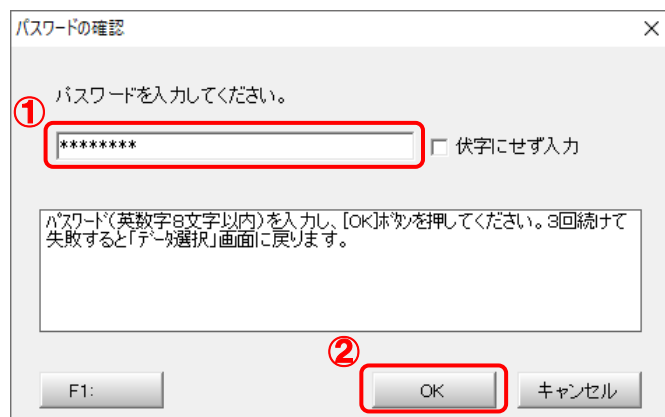 パスワードの確認
パスワードを入力してください。
①
********
伏字にせず入力
パスワード(英数字8文字以内)を入力し、[OK]ボタンを押してください。3回続けて
失敗すると「データ選択」画面に戻ります。
②
F1:
OK
キャンセル